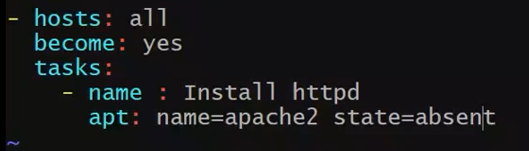 - hosts: all
  become: yes
  tasks:
    - name : Install httpd
      apt: name=apache2 state=absent
~